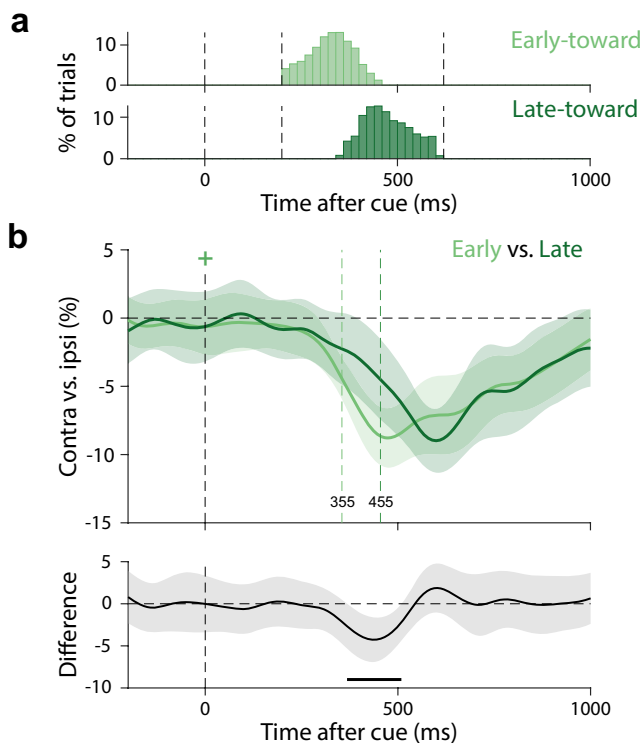 a
Early-toward
10
0
Late-toward
10
0
% of trials
0
500
1000
Time after cue (ms)
b
Early vs. Late
+
5
0
-5
-10
-15
Contra vs. ipsi (%)
355
455
5
0
-5
-10
Difference
0
500
1000
Time after cue (ms)